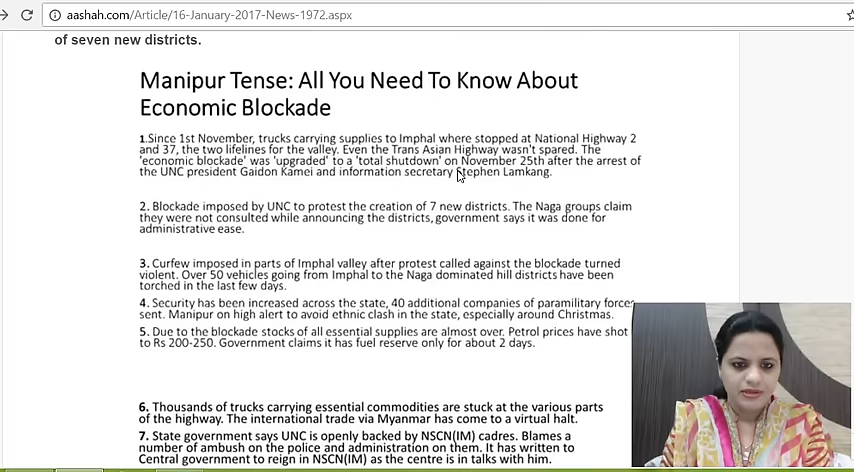 aashah.com/Article/16-January-2017-News-1972.aspx
of seven new districts.
Manipur Tense: All You Need To Know About
Economic Blockade
1.Since 1st November, trucks carrying supplies to Imphal where stopped at National Highway 2
and 37, the two lifelines for the valley. Even the Trans Asian Highway wasn't spared. The
'economic blockade' was 'upgraded' to a 'total shutdown' on November 25th after the arrest of
the UNC president Gaidon Kamei and information secretary Stephen Lamkang.
2. Blockade imposed by UNC to protest the creation of 7 new districts. The Naga groups claim
they were not consulted while announcing the districts, government says it was done for
administrative ease.
3. Curfew imposed in parts of Imphal valley after protest called against the blockade turned
violent. Over 50 vehicles going from Imphal to the Naga dominated hill districts have been
torched in the last few days.
4. Security has been increased across the state, 40 additional companies of paramilitary forces
sent. Manipur on high alert to avoid ethnic clash in the state, especially around Christmas.
5. Due to the blockade stocks of all essential supplies are almost over. Petrol prices have shot
to Rs 200-250. Government claims it has fuel reserve only for about 2 days.
6. Thousands of trucks carrying essential commodities are stuck at the various parts
of the highway. The international trade via Myanmar has come to a virtual halt.
7. State government says UNC is openly backed by NSCN(IM) cadres. Blames a
number of ambush on the police and administration on them. It has written to
Central government to reign in NSCN(IM) as the centre is in talks with him.